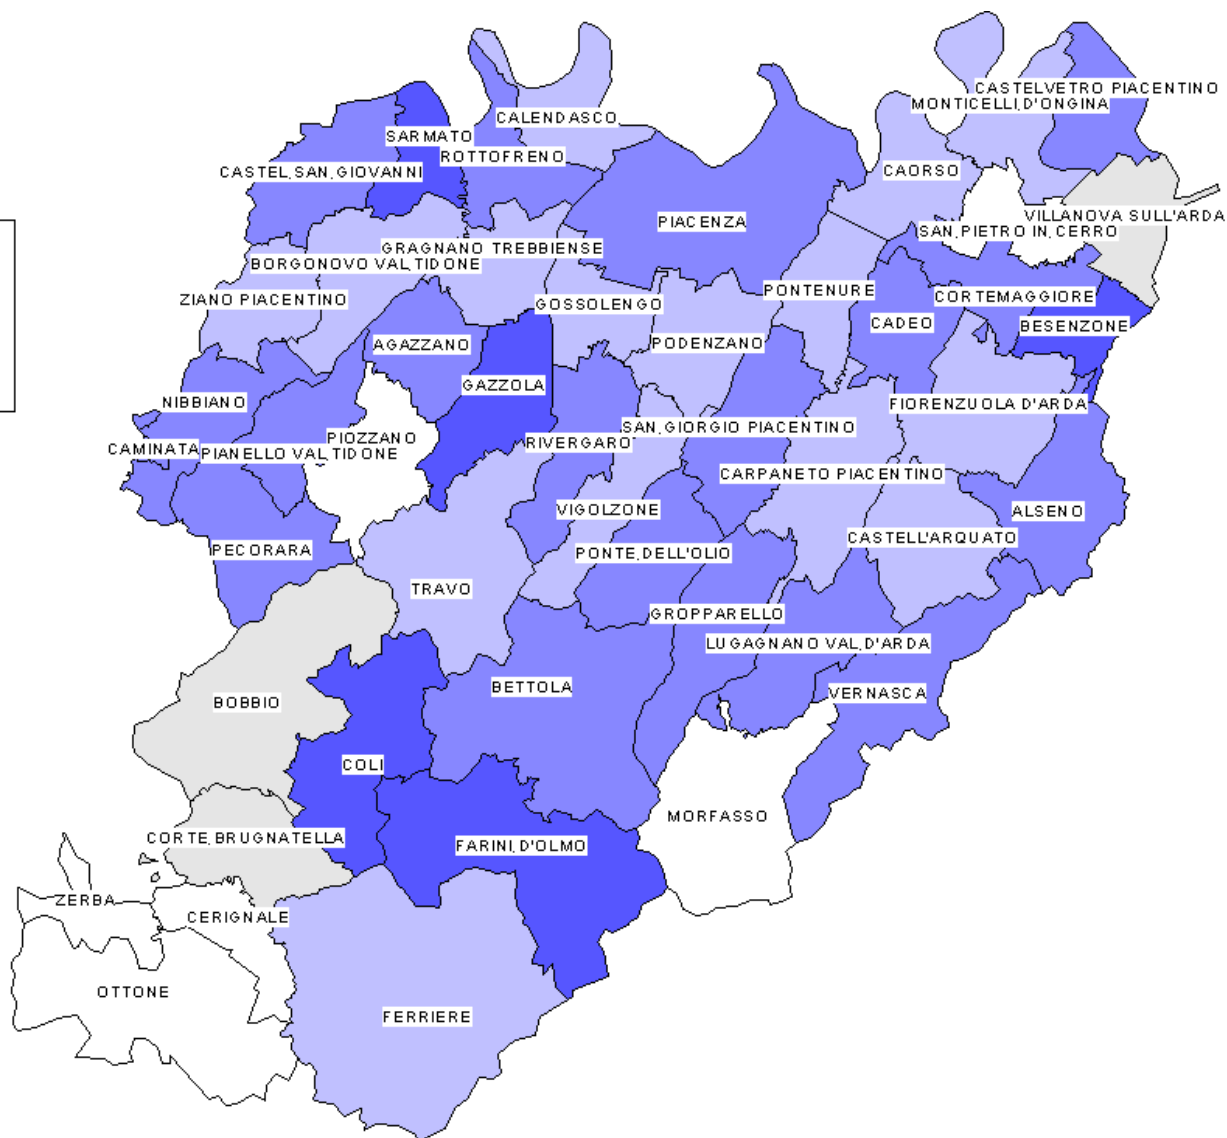 CASTELVETRO PIACENTINO
MONTICELLI.D'ONGINA
CALENDASCO
SARMATO
ROTTOFRENO
CASTEL.SAN.GIOVANNI
CAORSO
PIACENZA
VILLANOVA SULL'ARDA
SAN.PIETRO IN.CERRO
GRAGNANO TREBBIENSE
BORGONOVO VAL.TIDONE
ZIANO PIACENTINO
GOSSOLENGO
PONTENURE
CORTEMAGGIORE
CADEO
BESENZONE
AGAZZANO
PODENZANO
GAZZOLA
NIBBIANO
FIORENZUOLA D'ARDA
SAN.GIORGIO PIACENTINO
PIOZZANO
RIVERGARO
CAMINATA
PIANELLO VAL.TIDONE
CARPANETO PIACENTINO
VIGOLZONE
ALSENO
CASTELL'ARQUATO
PECORARA
PONTE.DELL'OLIO
TRAVO
GROPPARELLO
LUGAGNANO VAL.D'ARDA
BETTOLA
VERNASCA
BOBBIO
COLI
MORFASSO
CORTE.BRUGNATELLA
FARINI.D'OLMO
ZERBA
CERIGNALE
OTTONE
FERRIERE